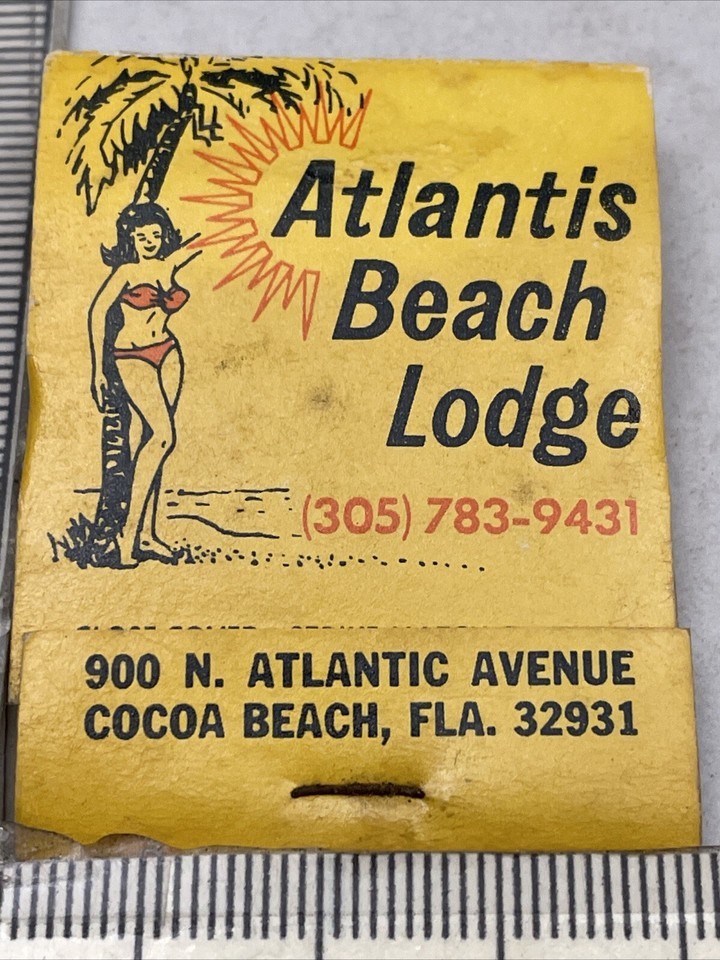 Atlantis
Beach
Lodge
(305) 783-9431
900 N. ATLANTIC AVENUE
COCOA BEACH, FLA. 32931